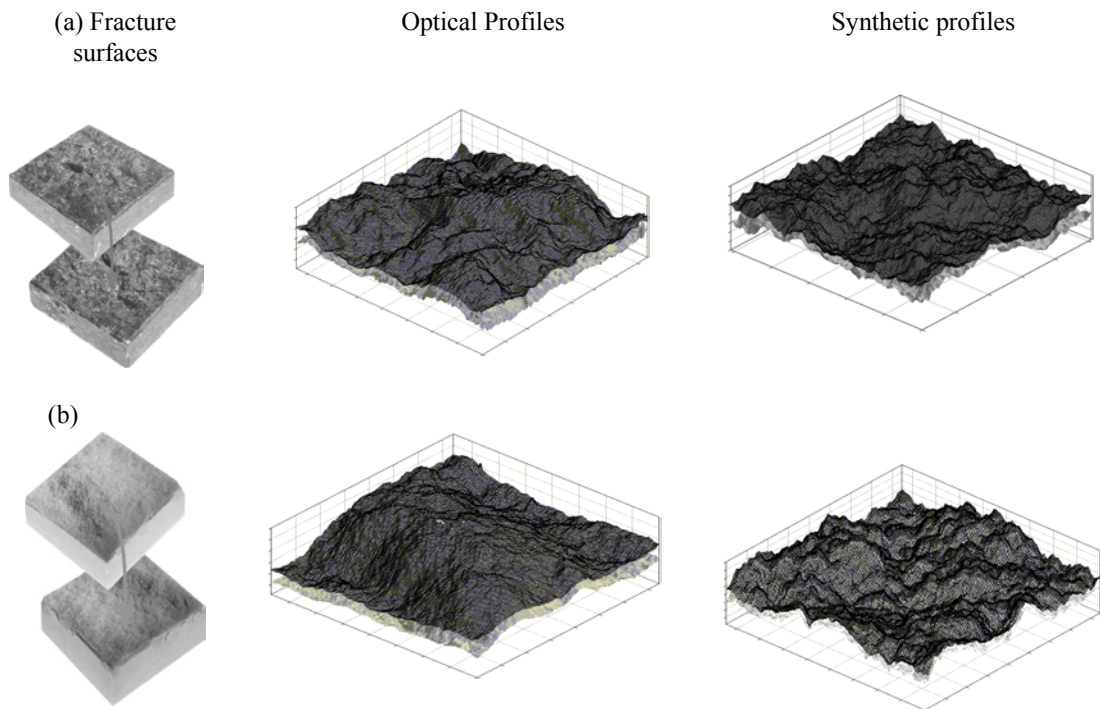 (a) Fracture
surfaces
Optical Profiles
Synthetic profiles
(b)